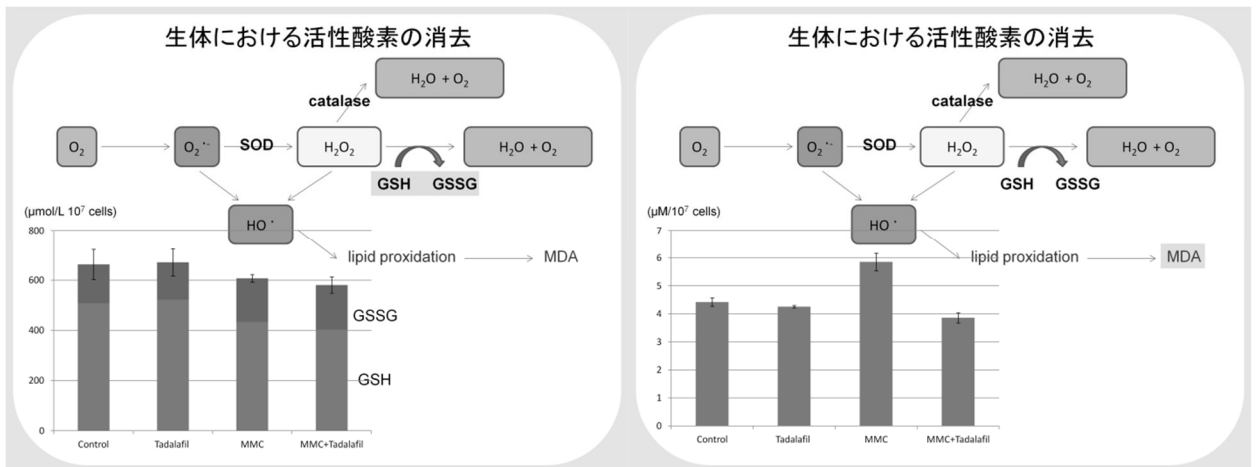 生体における活性酸素の消去
H₂O + O₂
catalase
O₂
O₂˙⁻
SOD
H₂O₂
H₂O + O₂
GSH GSSG
(μmol/L 10⁷ cells)
HO ˙
lipid proxidation
MDA
800
600
400
200
0
GSSG
GSH
Control
Tadalafil
MMC
MMC+Tadalafil
生体における活性酸素の消去
H₂O + O₂
catalase
O₂
O₂˙⁻
SOD
H₂O₂
H₂O + O₂
GSH GSSG
(μM/10⁷ cells)
HO ˙
lipid proxidation
MDA
7
6
5
4
3
2
1
0
Control
Tadalafil
MMC
MMC+Tadalafil